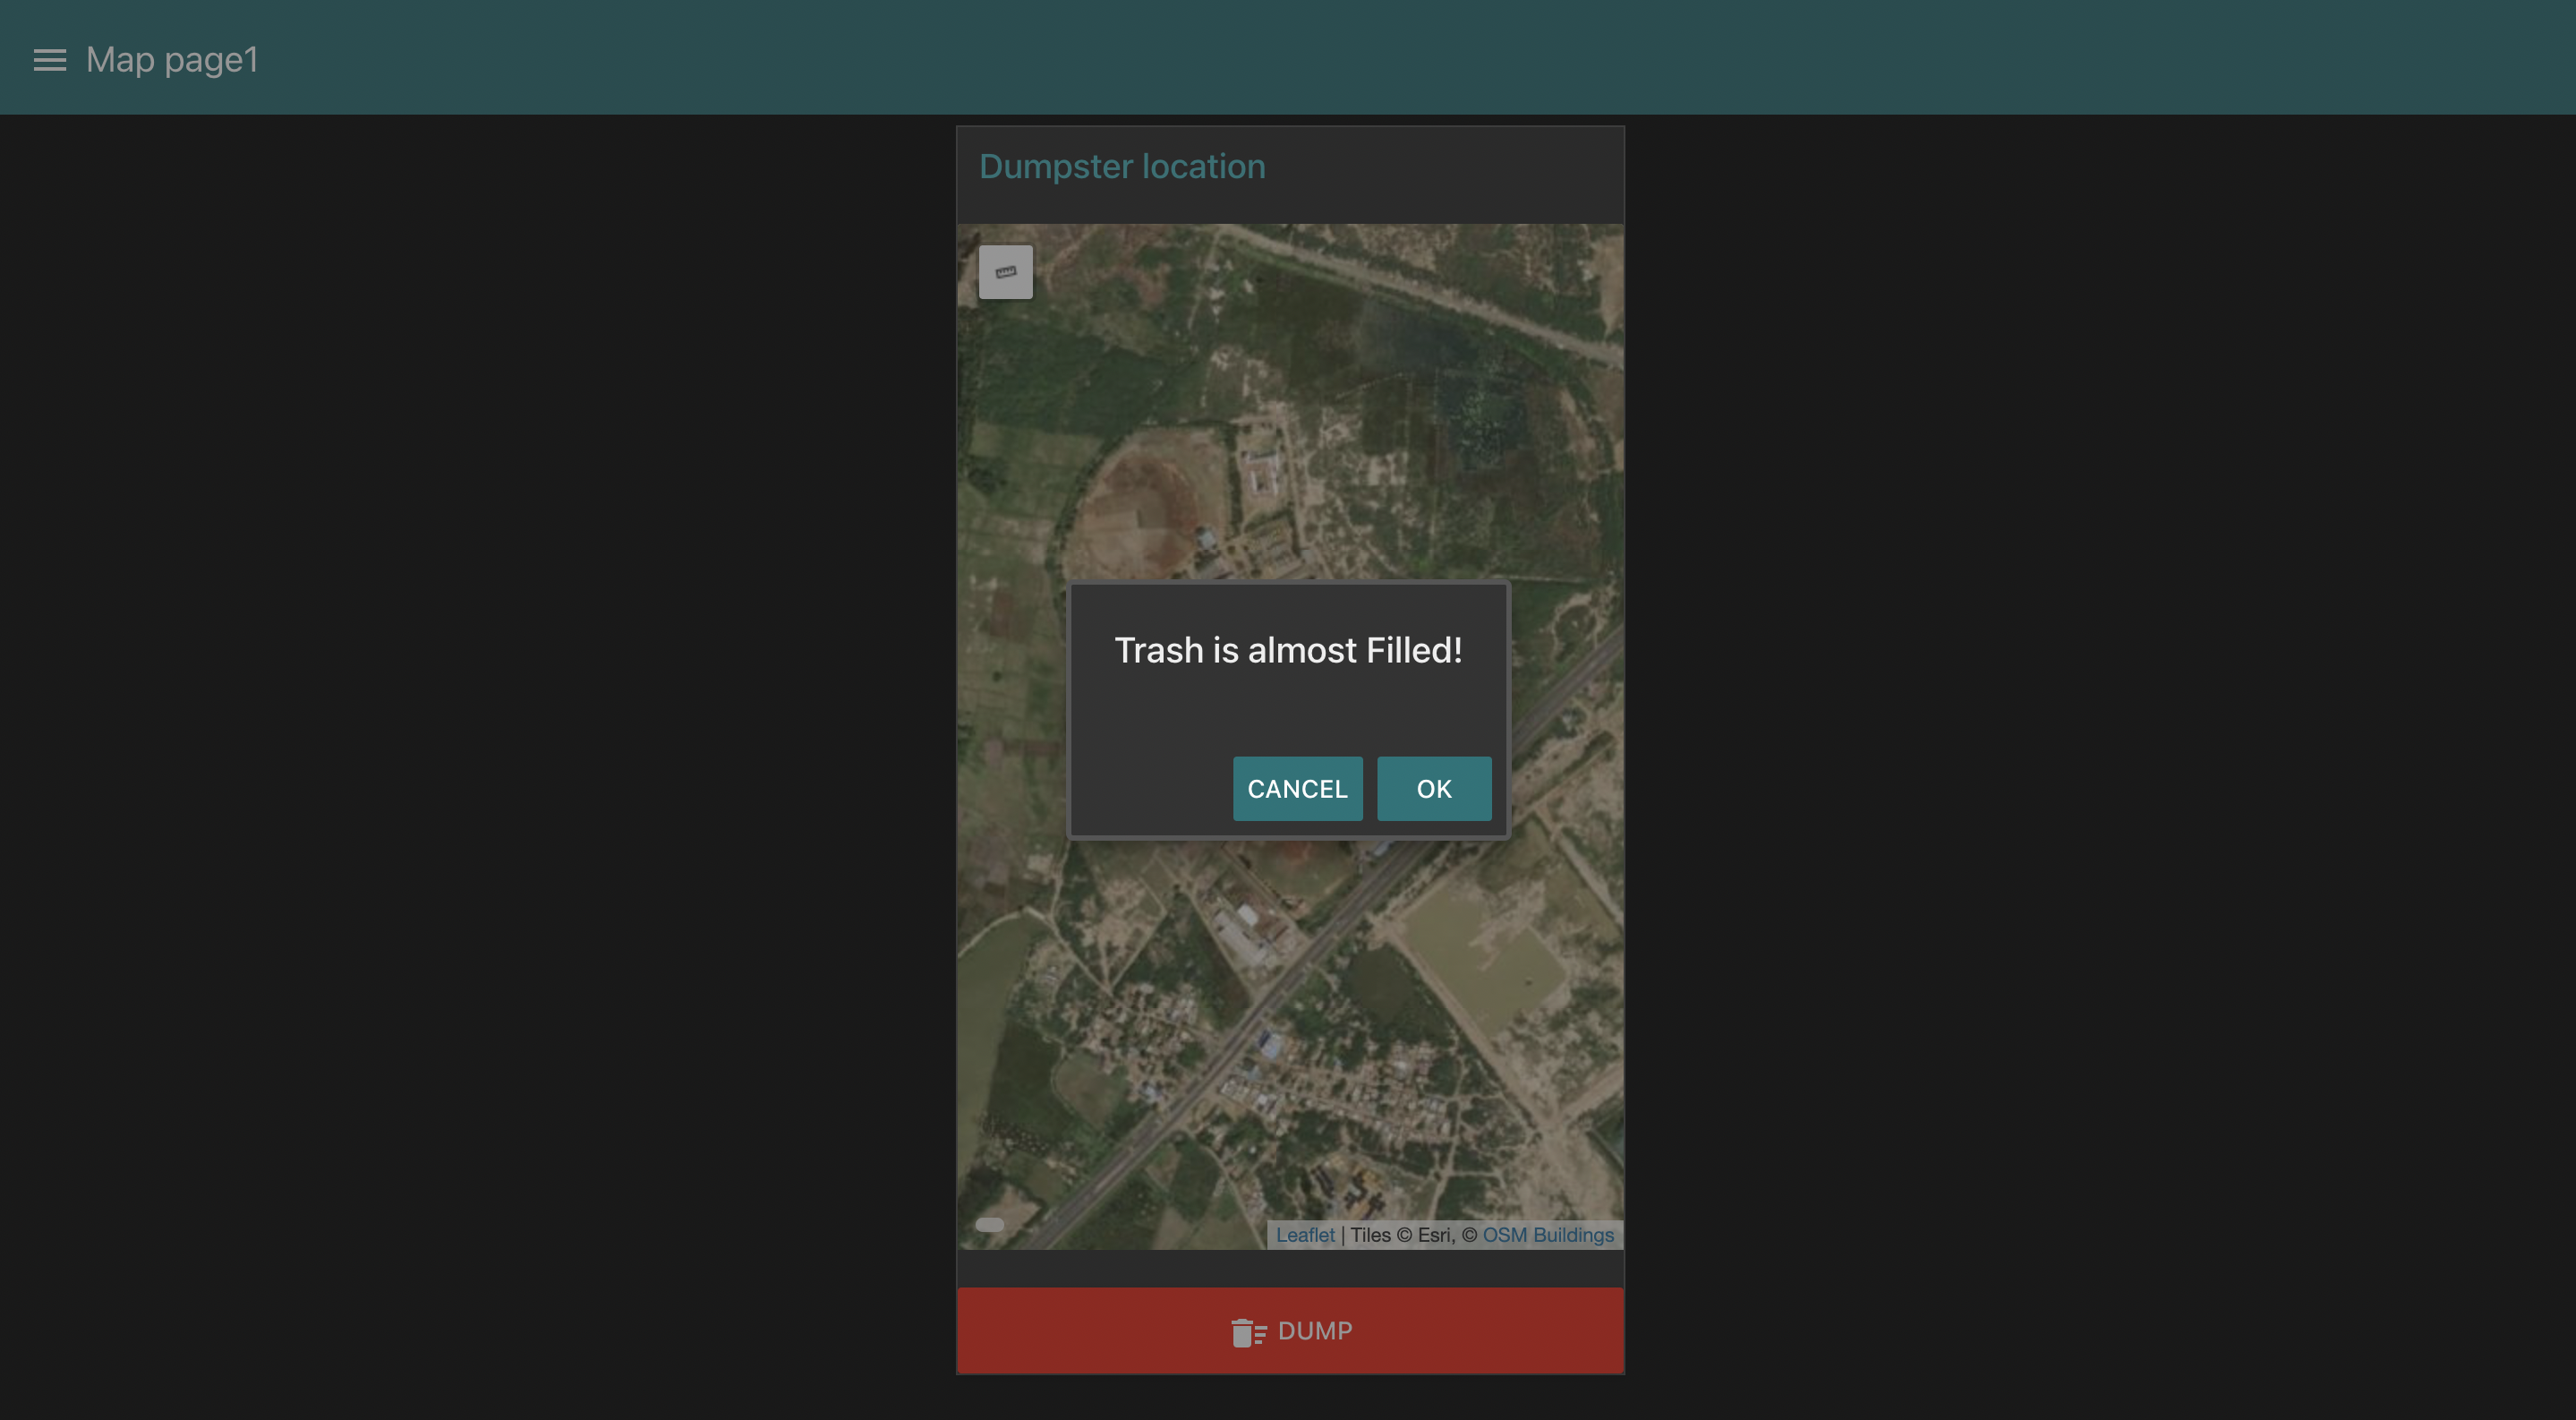 Map page1
Dumpster location
Trash is almost Filled!
CANCEL OK
Leaflet | Tiles © Esri, © OSM Buildings
DUMP